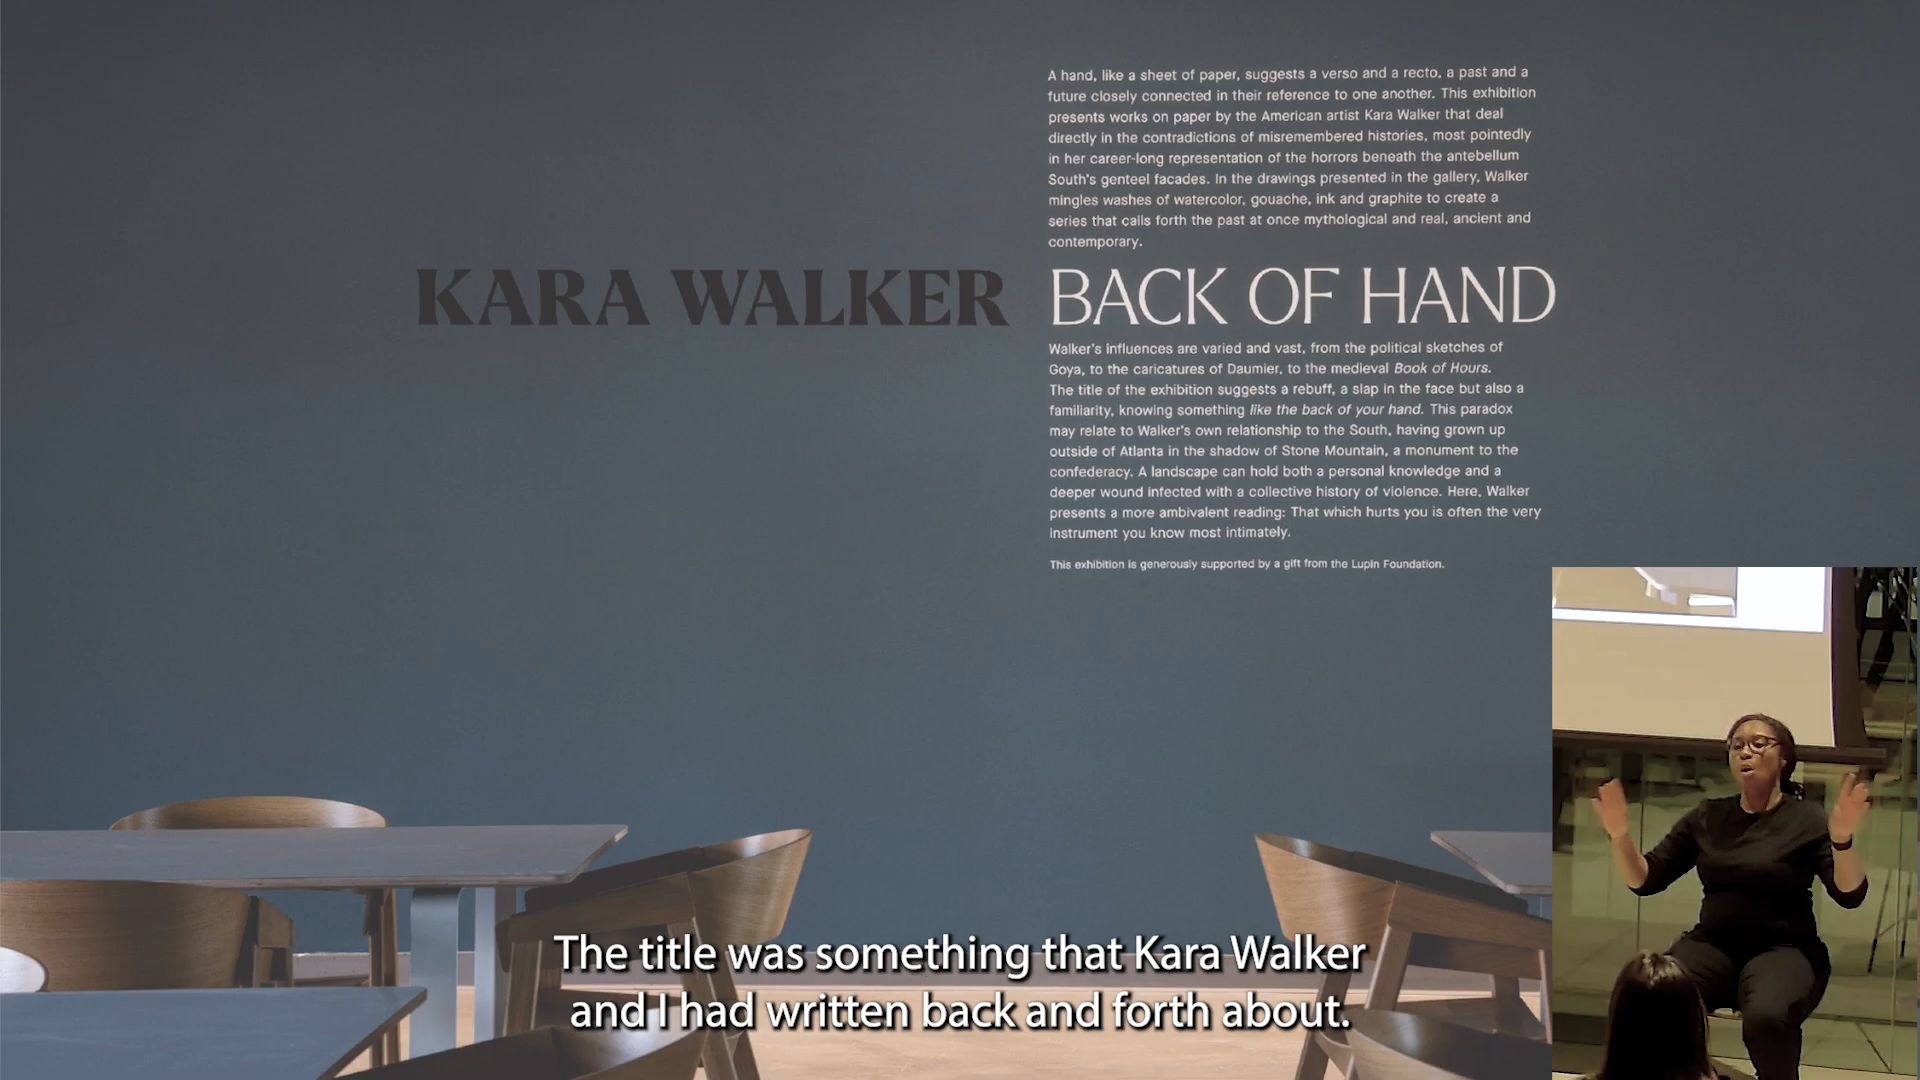 A hand, like a sheet of paper, suggests a verso and a recto, a past and a
future closely connected in their reference to one another. This exhibition
presents works on paper by the American artist Kara Walker that deal
directly in the contradictions of misremembered histories, most pointedly
in her career-long representation of the horrors beneath the antebellum
South's genteel facades. In the drawings presented in the gallery, Walker
mingles washes of watercolor, gouache, ink and graphite to create a
series that calls forth the past at once mythological and real, ancient and
contemporary.
KARA WALKER BACK OF HAND
Walker's influences are varied and vast, from the political sketches of
Goya, to the caricatures of Daumier, to the medieval Book of Hours.
The title of the exhibition suggests a rebuff, a slap in the face but also a
familiarity, knowing something like the back of your hand. This paradox
may relate to Walker's own relationship to the South, having grown up
outside of Atlanta in the shadow of Stone Mountain, a monument to the
confederacy. A landscape can hold both a personal knowledge and a
deeper wound infected with a collective history of violence. Here, Walker
presents a more ambivalent reading: That which hurts you is often the very
instrument you know most intimately.
This exhibition is generously supported by a gift from the Lupin Foundation.
The title was something that Kara Walker
and I had written back and forth about.